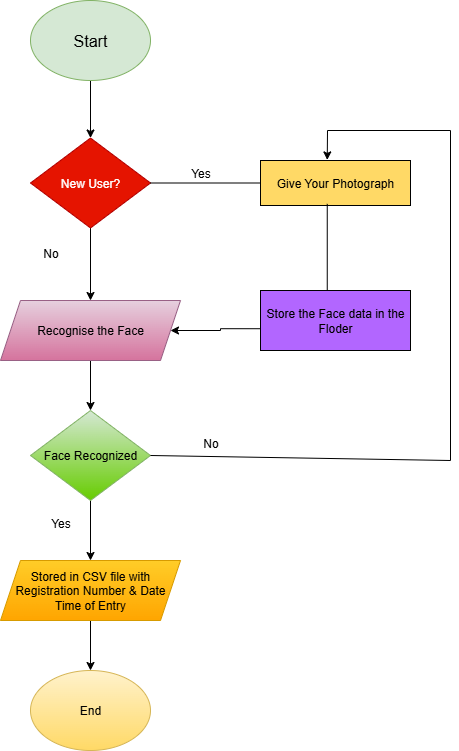 Start
New User?
Yes
Give Your Photograph
No
Store the Face data in the
Floder
Recognise the Face
No
Face Recognized
Yes
Stored in CSV file with
Registration Number & Date
Time of Entry
End